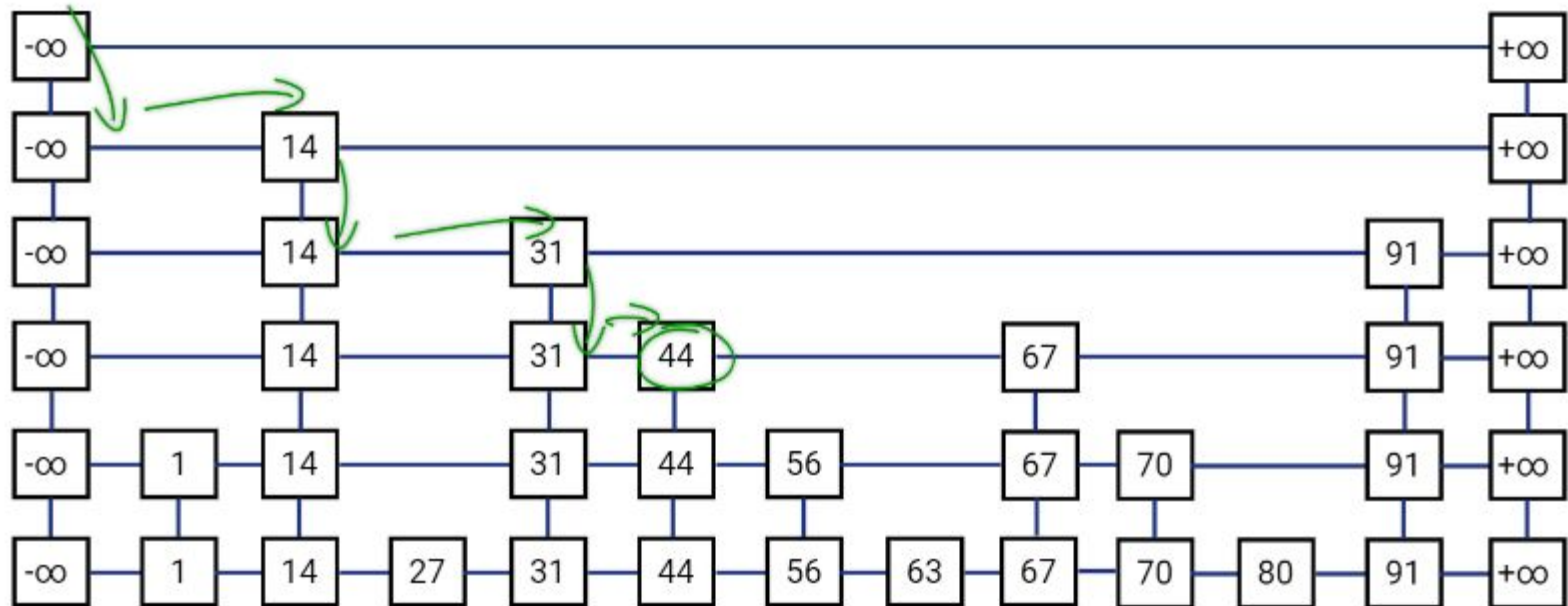 -∞ +∞
-∞ 14 +∞
-∞ 14 31 91 +∞
-∞ 14 31 44 67 91 +∞
-∞ 1 14 31 44 56 67 70 91 +∞
-∞ 1 14 27 31 44 56 63 67 70 80 91 +∞